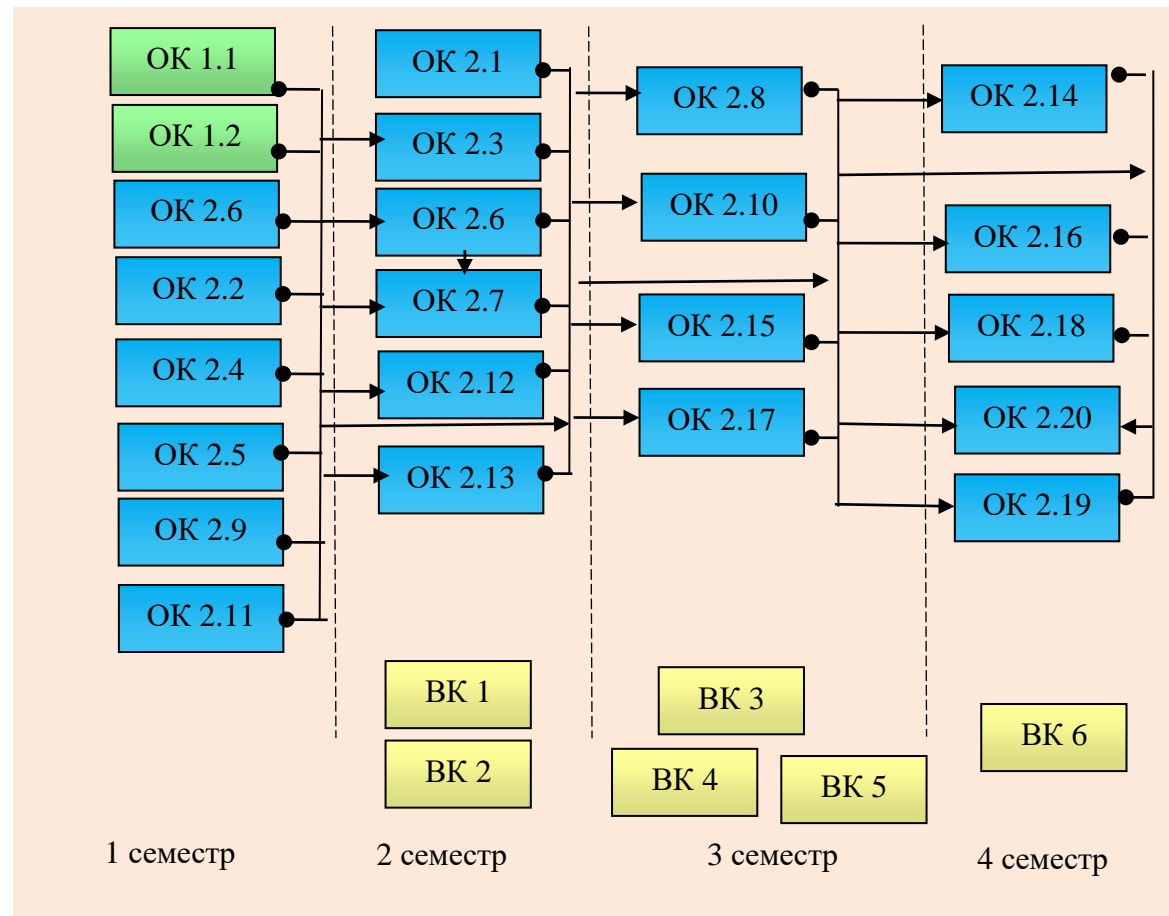 ОК 1.1
ОК 1.2
ОК 2.6
ОК 2.2
ОК 2.4
ОК 2.5
ОК 2.9
ОК 2.11
ОК 2.1
ОК 2.3
ОК 2.6
ОК 2.7
ОК 2.12
ОК 2.13
ОК 2.8
ОК 2.10
ОК 2.15
ОК 2.17
ОК 2.14
ОК 2.16
ОК 2.18
ОК 2.20
ОК 2.19
ВК 1
ВК 2
ВК 3
ВК 4
ВК 5
ВК 6
1 семестр
2 семестр
3 семестр
4 семестр